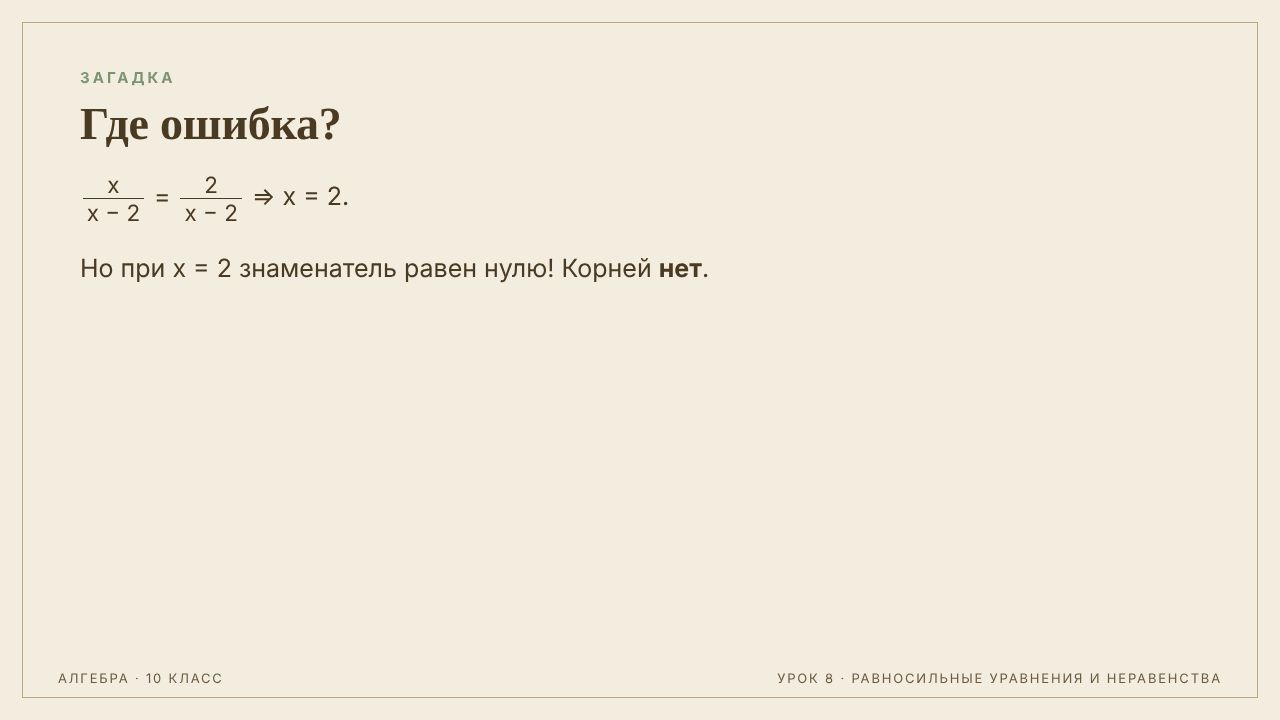 ЗАГАДКА
Где ошибка?
x/(x − 2) = 2/(x − 2) ⇒ x = 2.
Но при x = 2 знаменатель равен нулю! Корней нет.
АЛГЕБРА · 10 КЛАСС
УРОК 8 · РАВНОСИЛЬНЫЕ УРАВНЕНИЯ И НЕРАВЕНСТВА